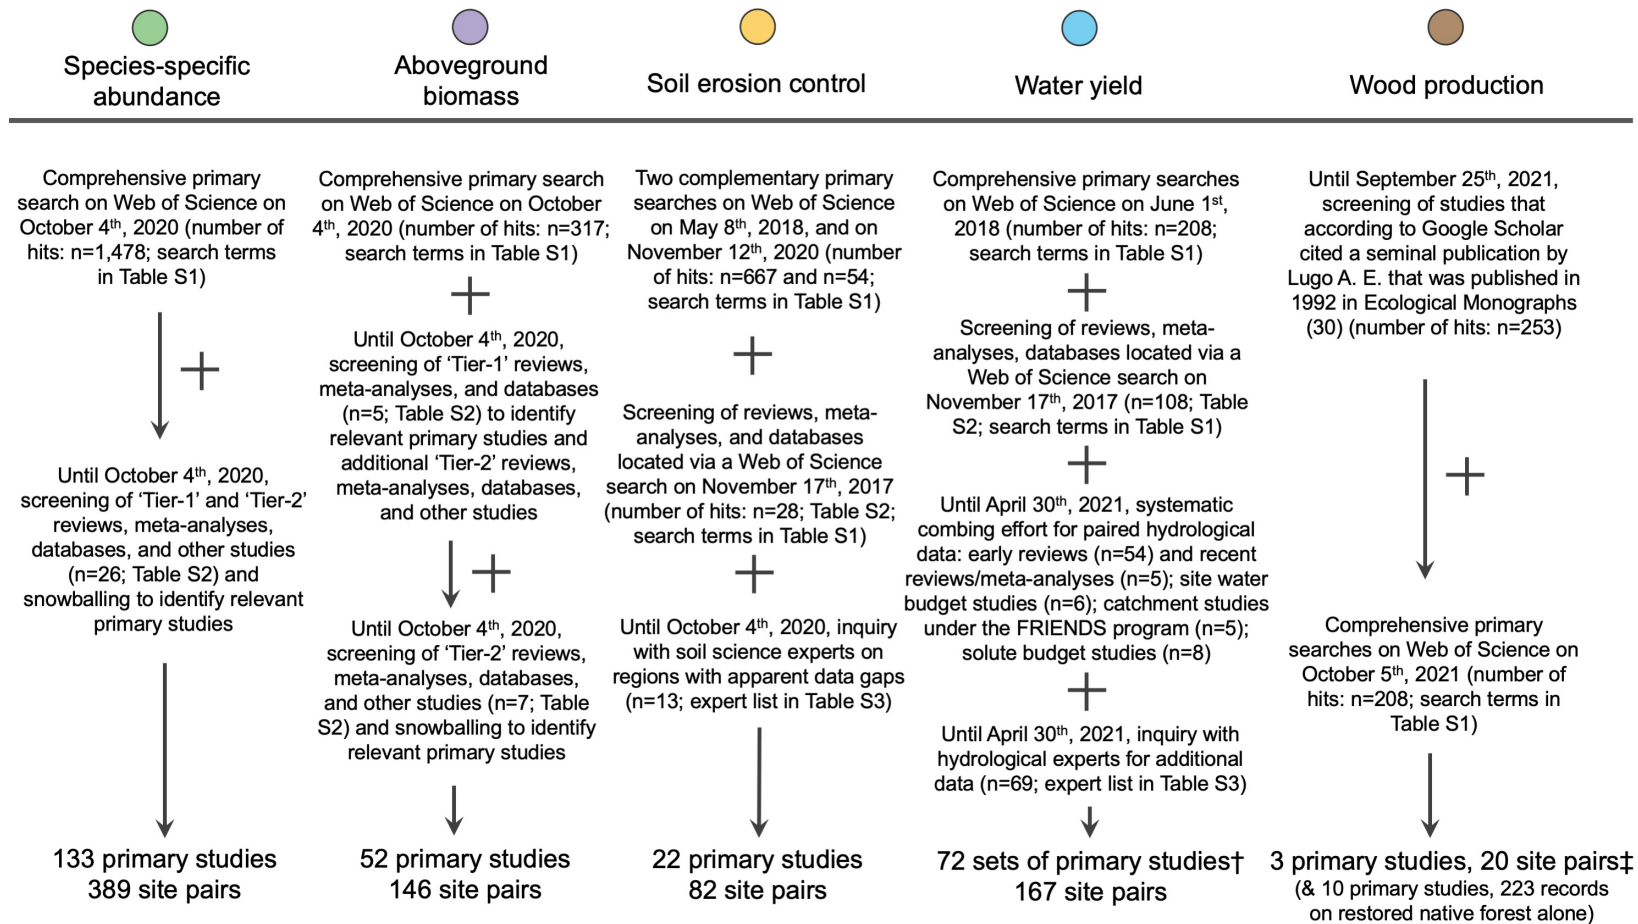 Species-specific
abundance
Comprehensive primary
search on Web of Science on
October 4th, 2020 (number of
hits: n=1,478; search terms
in Table S1)
Until October 4th, 2020,
screening of ‘Tier-1’ and ‘Tier-2’
reviews, meta-analyses,
databases, and other studies
(n=26; Table S2) and
snowballing to identify relevant
primary studies
133 primary studies
389 site pairs
Aboveground
biomass
Comprehensive primary search
on Web of Science on October
4th, 2020 (number of hits: n=317;
search terms in Table S1)
Until October 4th, 2020,
screening of ‘Tier-1’ reviews,
meta-analyses, and databases
(n=5; Table S2) to identify
relevant primary studies and
additional ‘Tier-2’ reviews,
meta-analyses, databases,
and other studies
Until October 4th, 2020,
screening of ‘Tier-2’ reviews,
meta-analyses, databases,
and other studies (n=7; Table
S2) and snowballing to identify
relevant primary studies
52 primary studies
146 site pairs
Soil erosion control
Two complementary primary
searches on Web of Science
on May 8th, 2018, and on
November 12th, 2020 (number
of hits: n=667 and n=54;
search terms in Table S1)
Screening of reviews, meta-
analyses, and databases
located via a Web of Science
search on November 17th, 2017
(number of hits: n=28; Table S2;
search terms in Table S1)
Until October 4th, 2020, inquiry
with soil science experts on
regions with apparent data gaps
(n=13; expert list in Table S3)
22 primary studies
82 site pairs
Water yield
Comprehensive primary searches
on Web of Science on June 1st,
2018 (number of hits: n=208;
search terms in Table S1)
Screening of reviews, meta-
analyses, databases located via a
Web of Science search on
November 17th, 2017 (n=108; Table
S2; search terms in Table S1)
Until April 30th, 2021, systematic
combing effort for paired hydrological
data: early reviews (n=54) and recent
reviews/meta-analyses (n=5); site water
budget studies (n=6); catchment studies
under the FRIENDS program (n=5);
solute budget studies (n=8)
Until April 30th, 2021, inquiry with
hydrological experts for additional
data (n=69; expert list in Table S3)
72 sets of primary studies†
167 site pairs
Wood production
Until September 25th, 2021,
screening of studies that
according to Google Scholar
cited a seminal publication by
Lugo A. E. that was published in
1992 in Ecological Monographs
(30) (number of hits: n=253)
Comprehensive primary
searches on Web of Science on
October 5th, 2021 (number of
hits: n=208; search terms in
Table S1)
3 primary studies, 20 site pairs‡
(& 10 primary studies, 223 records
on restored native forest alone)